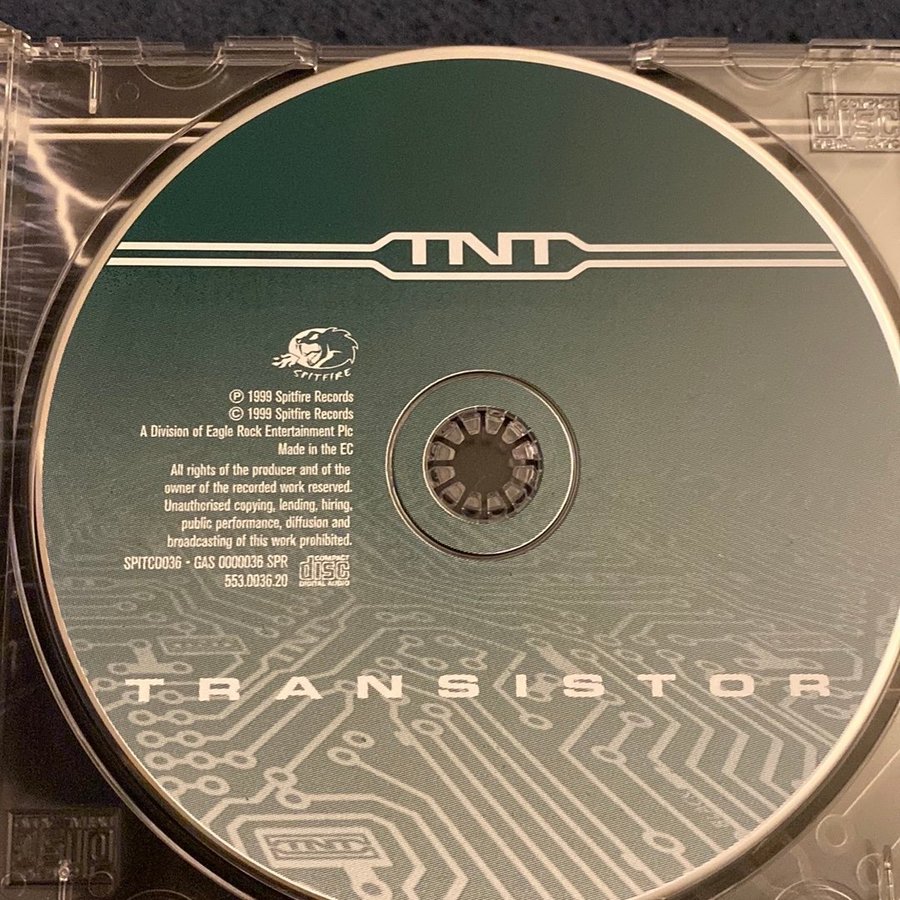 TNT
SPITFIRE
℗ 1999 Spitfire Records
© 1999 Spitfire Records
A Division of Eagle Rock Entertainment Plc
Made in the EC
All rights of the producer and of the
owner of the recorded work reserved.
Unauthorised copying, lending, hiring,
public performance, diffusion and
broadcasting of this work prohibited.
SPITCD036 • GAS 0000036 SPR
553.0036.20
COMPACT
disc
DIGITAL AUDIO
TRANSISTOR
TNT